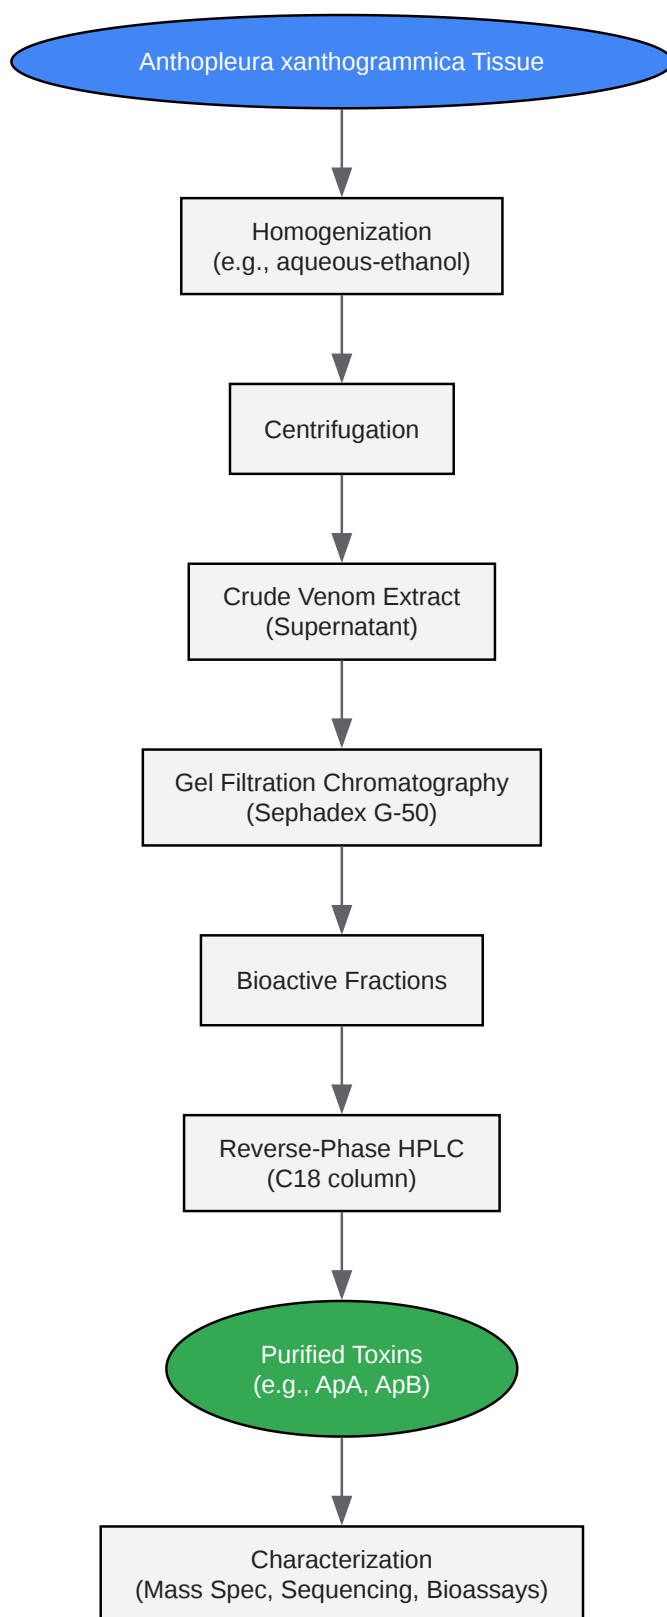 Anthopleura xanthogrammica Tissue
Homogenization
(e.g., aqueous-ethanol)
Centrifugation
Crude Venom Extract
(Supernatant)
Gel Filtration Chromatography
(Sephadex G-50)
Bioactive Fractions
Reverse-Phase HPLC
(C18 column)
Purified Toxins
(e.g., ApA, ApB)
Characterization
(Mass Spec, Sequencing, Bioassays)